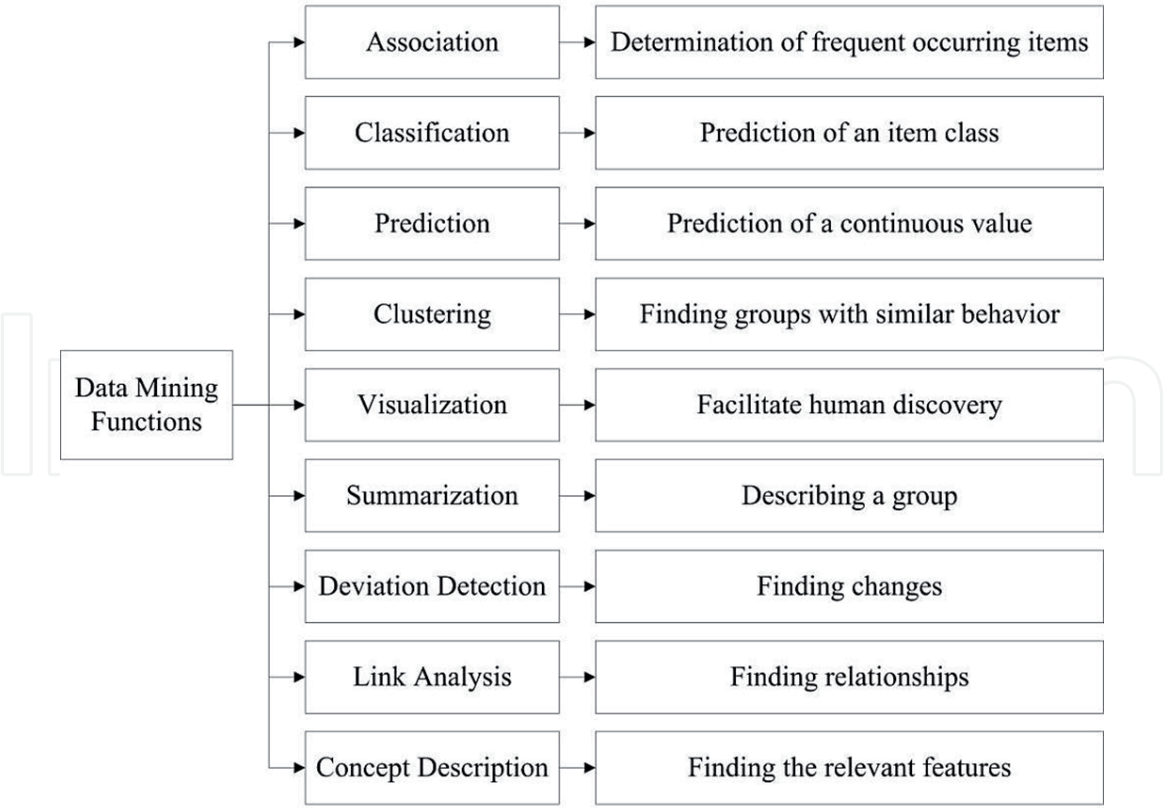 Association
Determination of frequent occurring items
Classification
Prediction of an item class
Prediction
Prediction of a continuous value
Clustering
Finding groups with similar behavior
Data Mining
Functions
Visualization
Facilitate human discovery
Summarization
Describing a group
Deviation Detection
Finding changes
Link Analysis
Finding relationships
Concept Description
Finding the relevant features